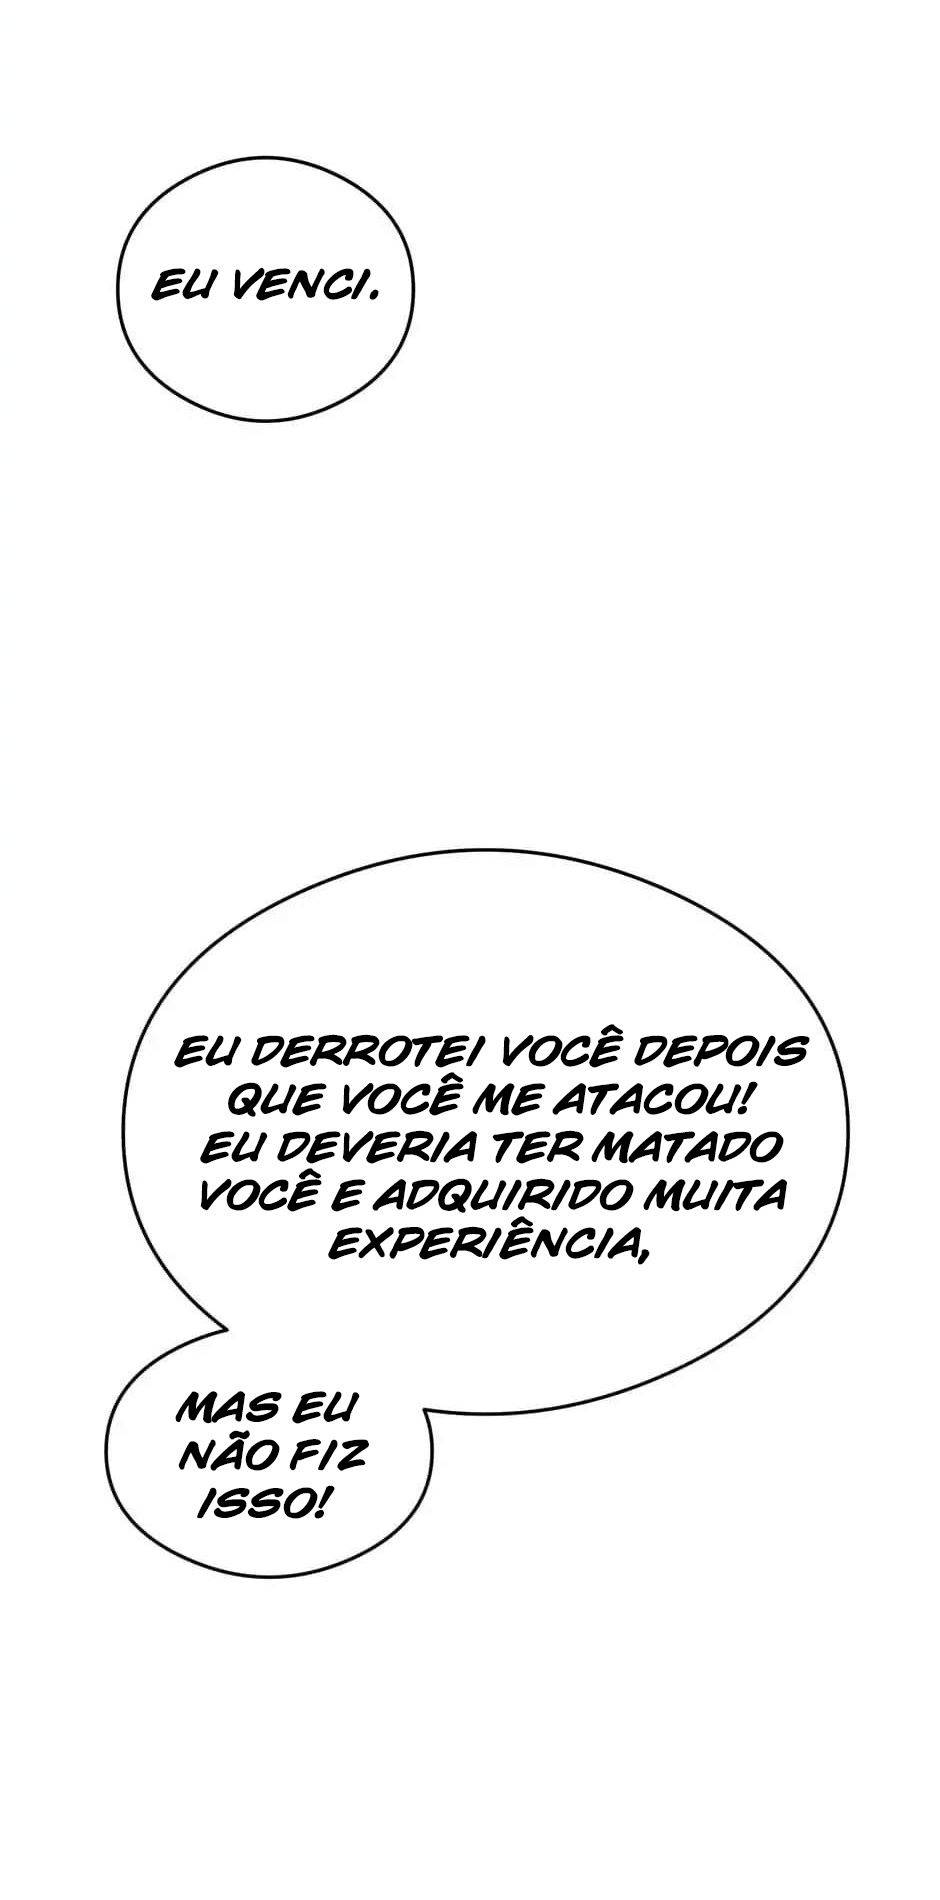 EU VENCI.
EU DERROTEI VOCÊ DEPOIS
QUE VOCÊ ME ATACOU!
EU DEVERIA TER MATADO
VOCÊ E ADQUIRIDO MUITA
EXPERIÊNCIA,
MAS EU
NÃO FIZ
ISSO!